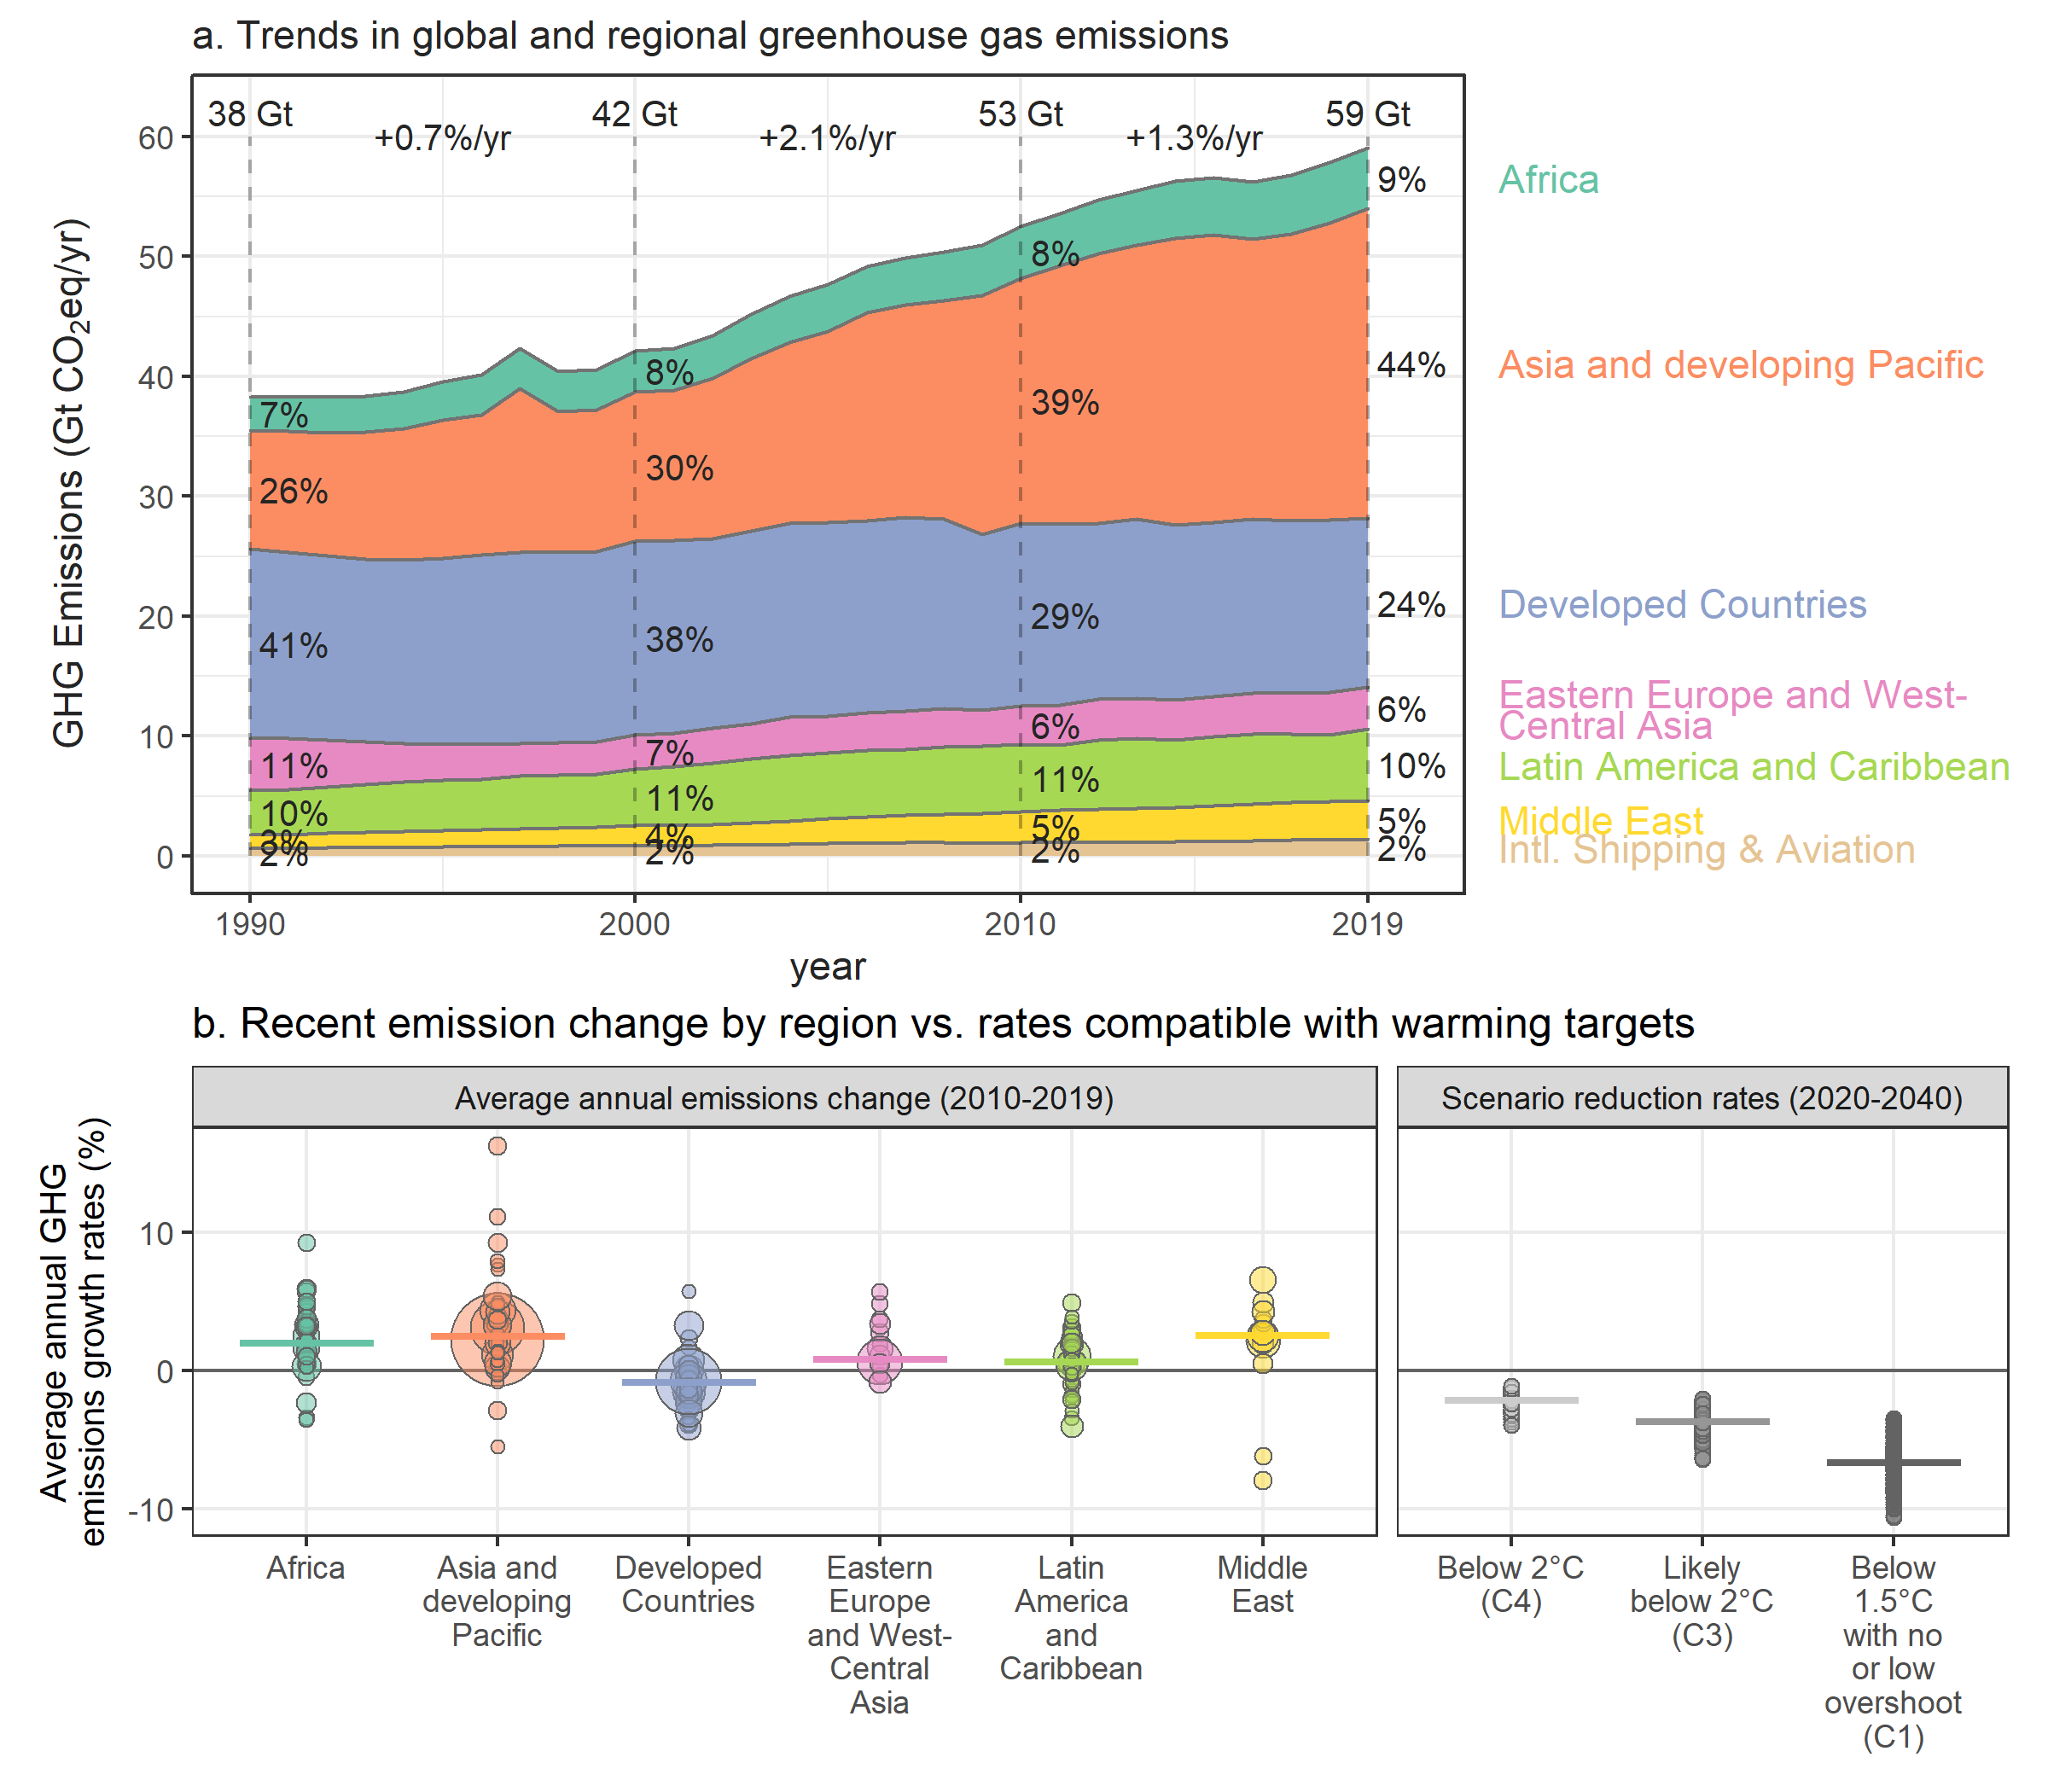 a. Trends in global and regional greenhouse gas emissions
38 Gt
42 Gt
53 Gt
59 Gt
+0.7%/yr
+2.1%/yr
+1.3%/yr
GHG Emissions (Gt CO₂eq/yr)
60
50
40
30
20
10
0
7%
26%
41%
11%
10%
3%
2%
8%
30%
38%
7%
11%
4%
2%
8%
39%
29%
6%
11%
5%
2%
9%
44%
24%
6%
10%
5%
2%
Africa
Asia and developing Pacific
Developed Countries
Eastern Europe and West-
Central Asia
Latin America and Caribbean
Middle East
Intl. Shipping & Aviation
1990
2000
2010
2019
year
b. Recent emission change by region vs. rates compatible with warming targets
Average annual emissions change (2010-2019)
Scenario reduction rates (2020-2040)
Average annual GHG
emissions growth rates (%)
10
0
-10
Africa
Asia and
developing
Pacific
Developed
Countries
Eastern
Europe
and West-
Central
Asia
Latin
America
and
Caribbean
Middle
East
Below 2°C
(C4)
Likely
below 2°C
(C3)
Below
1.5°C
with no
or low
overshoot
(C1)